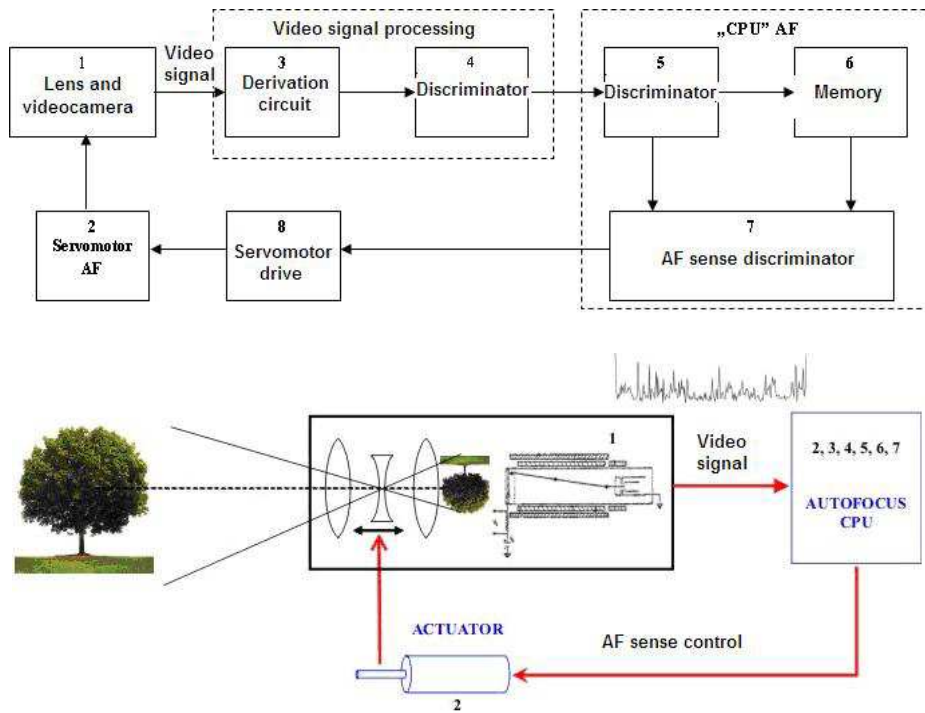 Video signal processing
„CPU” AF
1
Lens and
videocamera
Video
signal
3
Derivation
circuit
4
Discriminator
5
Discriminator
6
Memory
2
Servomotor
AF
8
Servomotor
drive
7
AF sense discriminator
1
Video
signal
2, 3, 4, 5, 6, 7
AUTOFOCUS
CPU
ACTUATOR
AF sense control
2